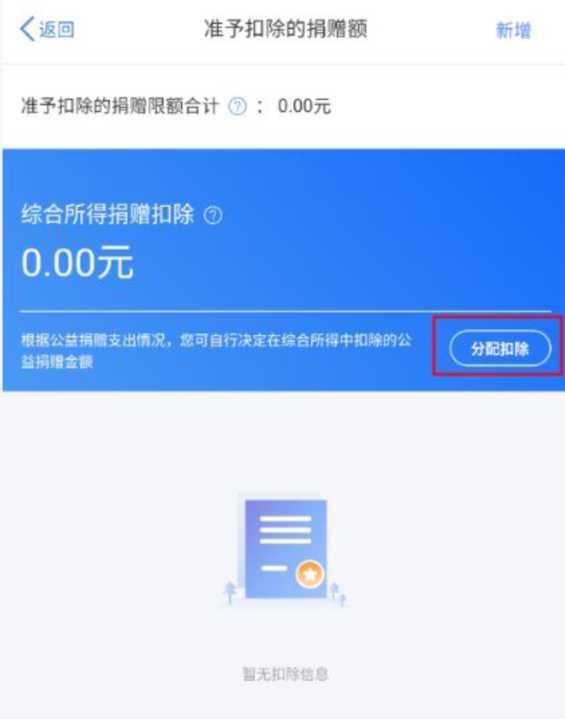 返回
准予扣除的捐赠额
新增
准予扣除的捐赠限额合计 ? ： 0.00元
综合所得捐赠扣除 ?
0.00元
根据公益捐赠支出情况，您可自行决定在综合所得中扣除的公
益捐赠金额
分配扣除
暂无扣除信息